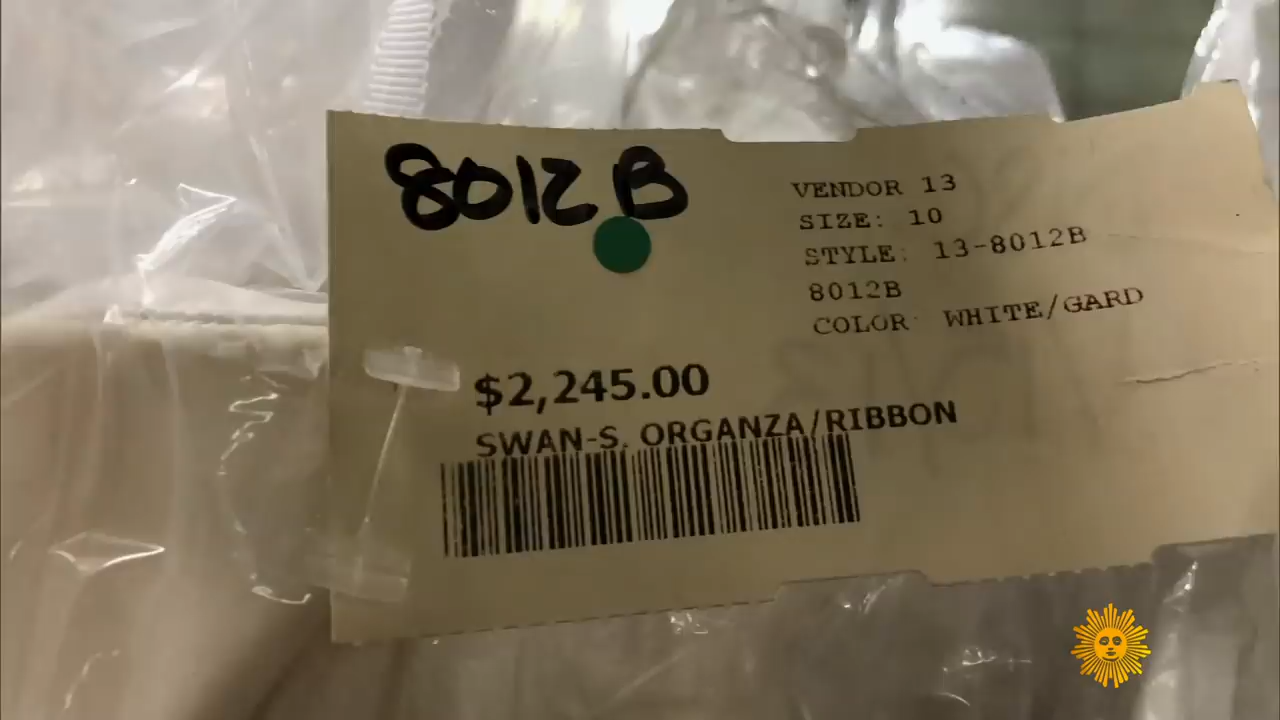 8012B
VENDOR 13
SIZE: 10
STYLE: 13-8012B
8012B
COLOR: WHITE/GARD
$2,245.00
SWAN-S. ORGANZA/RIBBON